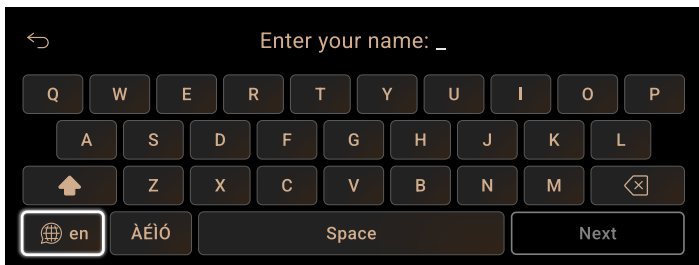 Enter your name: _
Q W E R T Y U I O P
A S D F G H J K L
Z X C V B N M
en ÀÉÌÓ Space Next